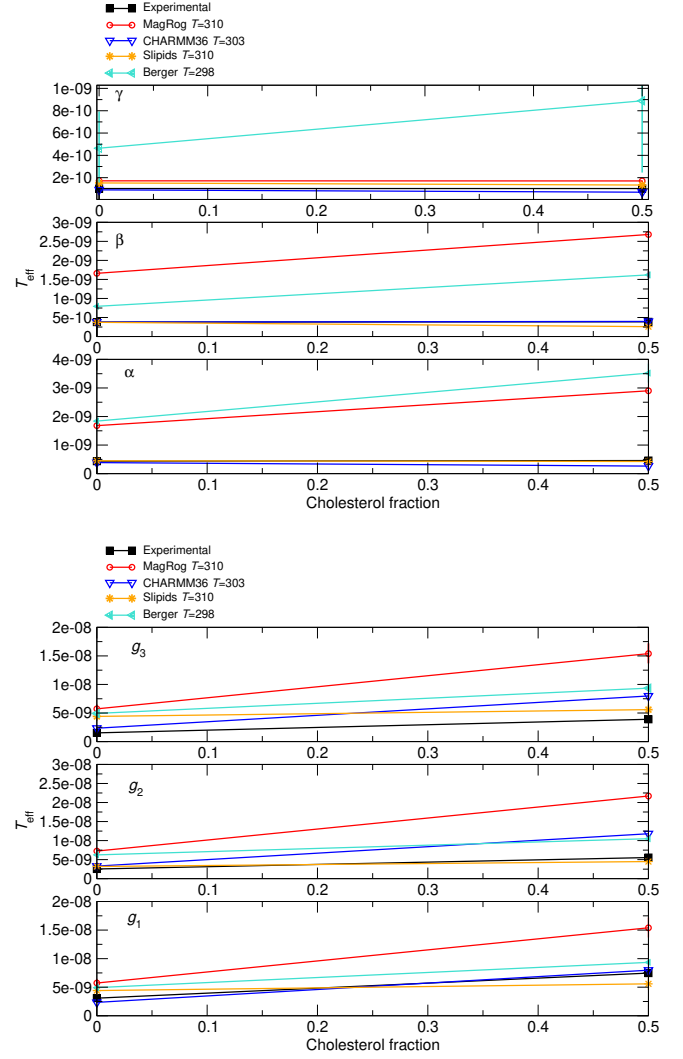 Experimental
MagRog T=310
CHARMM36 T=303
Slipids T=310
Berger T=298
1e-09
γ
8e-10
6e-10
4e-10
2e-10
0 0.1 0.2 0.3 0.4 0.5
3e-09
β
2.5e-09
2e-09
1.5e-09
1e-09
5e-10
0
T_eff
0 0.1 0.2 0.3 0.4 0.5
4e-09
α
3e-09
2e-09
1e-09
0
0 0.1 0.2 0.3 0.4 0.5
Cholesterol fraction
Experimental
MagRog T=310
CHARMM36 T=303
Slipids T=310
Berger T=298
2e-08
g_3
1.5e-08
1e-08
5e-09
0
0 0.1 0.2 0.3 0.4 0.5
3e-08
g_2
2.5e-08
2e-08
1.5e-08
1e-08
5e-09
0
T_eff
0 0.1 0.2 0.3 0.4 0.5
2e-08
g_1
1.5e-08
1e-08
5e-09
0
0 0.1 0.2 0.3 0.4 0.5
Cholesterol fraction